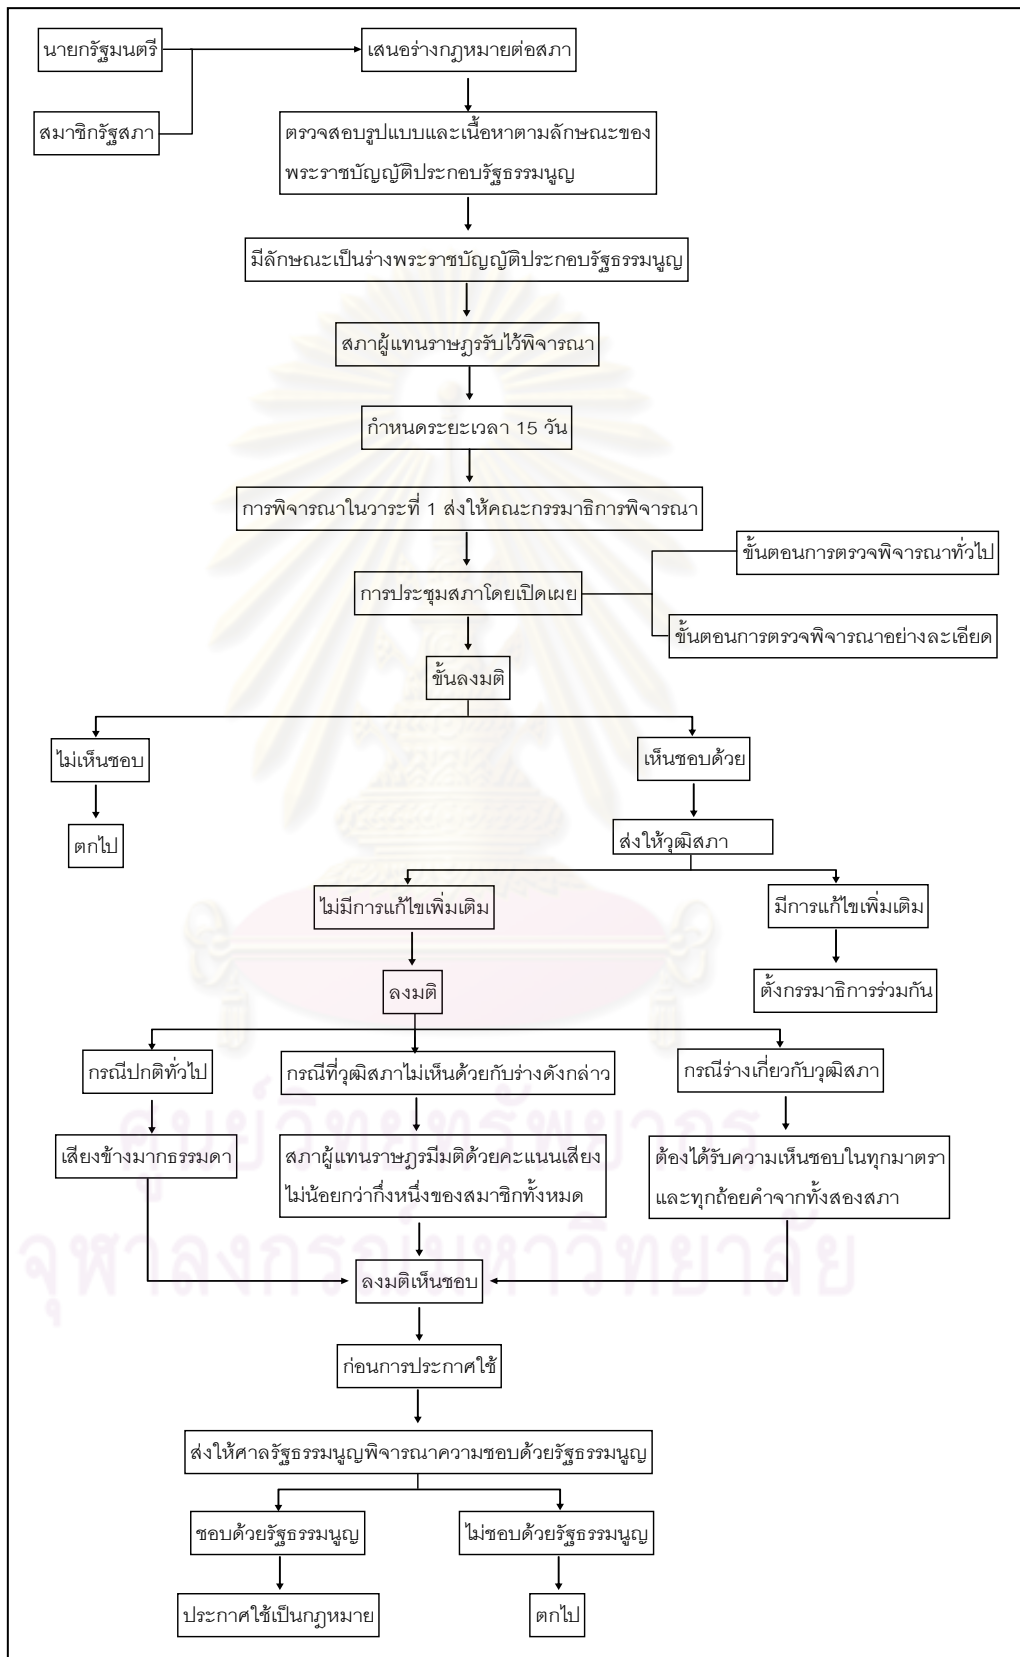 นายกรัฐมนตรี
เสนอร่างกฎหมายต่อสภา
สมาชิกรัฐสภา
ตรวจสอบรูปแบบและเนื้อหาตามลักษณะของ
พระราชบัญญัติประกอบรัฐธรรมนูญ
มีลักษณะเป็นร่างพระราชบัญญัติประกอบรัฐธรรมนูญ
สภาผู้แทนราษฎรรับไว้พิจารณา
กำหนดระยะเวลา 15 วัน
การพิจารณาในวาระที่ 1 ส่งให้คณะกรรมาธิการพิจารณา
ขั้นตอนการตรวจพิจารณาทั่วไป
การประชุมสภาโดยเปิดเผย
ขั้นตอนการตรวจพิจารณาอย่างละเอียด
ขั้นลงมติ
ไม่เห็นชอบ
เห็นชอบด้วย
ตกไป
ส่งให้วุฒิสภา
ไม่มีการแก้ไขเพิ่มเติม
มีการแก้ไขเพิ่มเติม
ลงมติ
ตั้งกรรมาธิการร่วมกัน
กรณีปกติทั่วไป
กรณีที่วุฒิสภาไม่เห็นด้วยกับร่างดังกล่าว
กรณีร่างเกี่ยวกับวุฒิสภา
เสียงข้างมากธรรมดา
สภาผู้แทนราษฎรมีมติด้วยคะแนนเสียง
ไม่น้อยกว่ากึ่งหนึ่งของสมาชิกทั้งหมด
ต้องได้รับความเห็นชอบในทุกมาตรา
และทุกถ้อยคำจากทั้งสองสภา
ศูนย์วิทยทรัพยากร
จุฬาลงกรณ์มหาวิทยาลัย
ลงมติเห็นชอบ
ก่อนการประกาศใช้
ส่งให้ศาลรัฐธรรมนูญพิจารณาความชอบด้วยรัฐธรรมนูญ
ชอบด้วยรัฐธรรมนูญ
ไม่ชอบด้วยรัฐธรรมนูญ
ประกาศใช้เป็นกฎหมาย
ตกไป